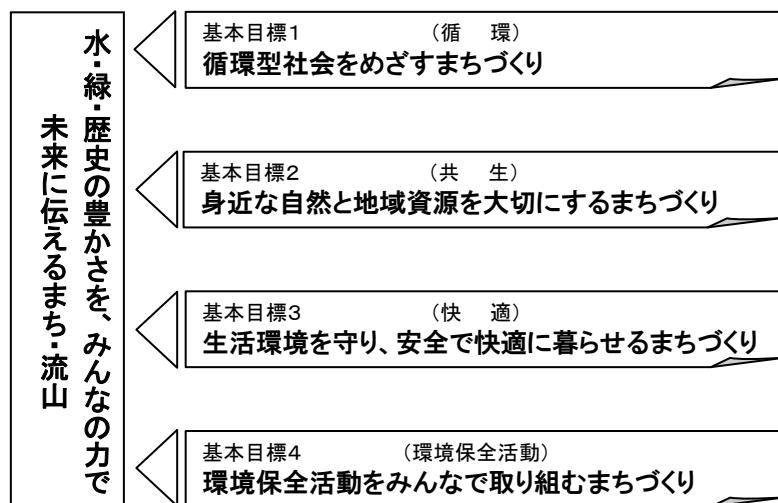 水・緑・歴史の豊かさを、みんなの力で
未来に伝えるまち・流山
基本目標１　（循　環）
循環型社会をめざすまちづくり
基本目標２　（共　生）
身近な自然と地域資源を大切にするまちづくり
基本目標３　（快　適）
生活環境を守り、安全で快適に暮らせるまちづくり
基本目標４　（環境保全活動）
環境保全活動をみんなで取り組むまちづくり